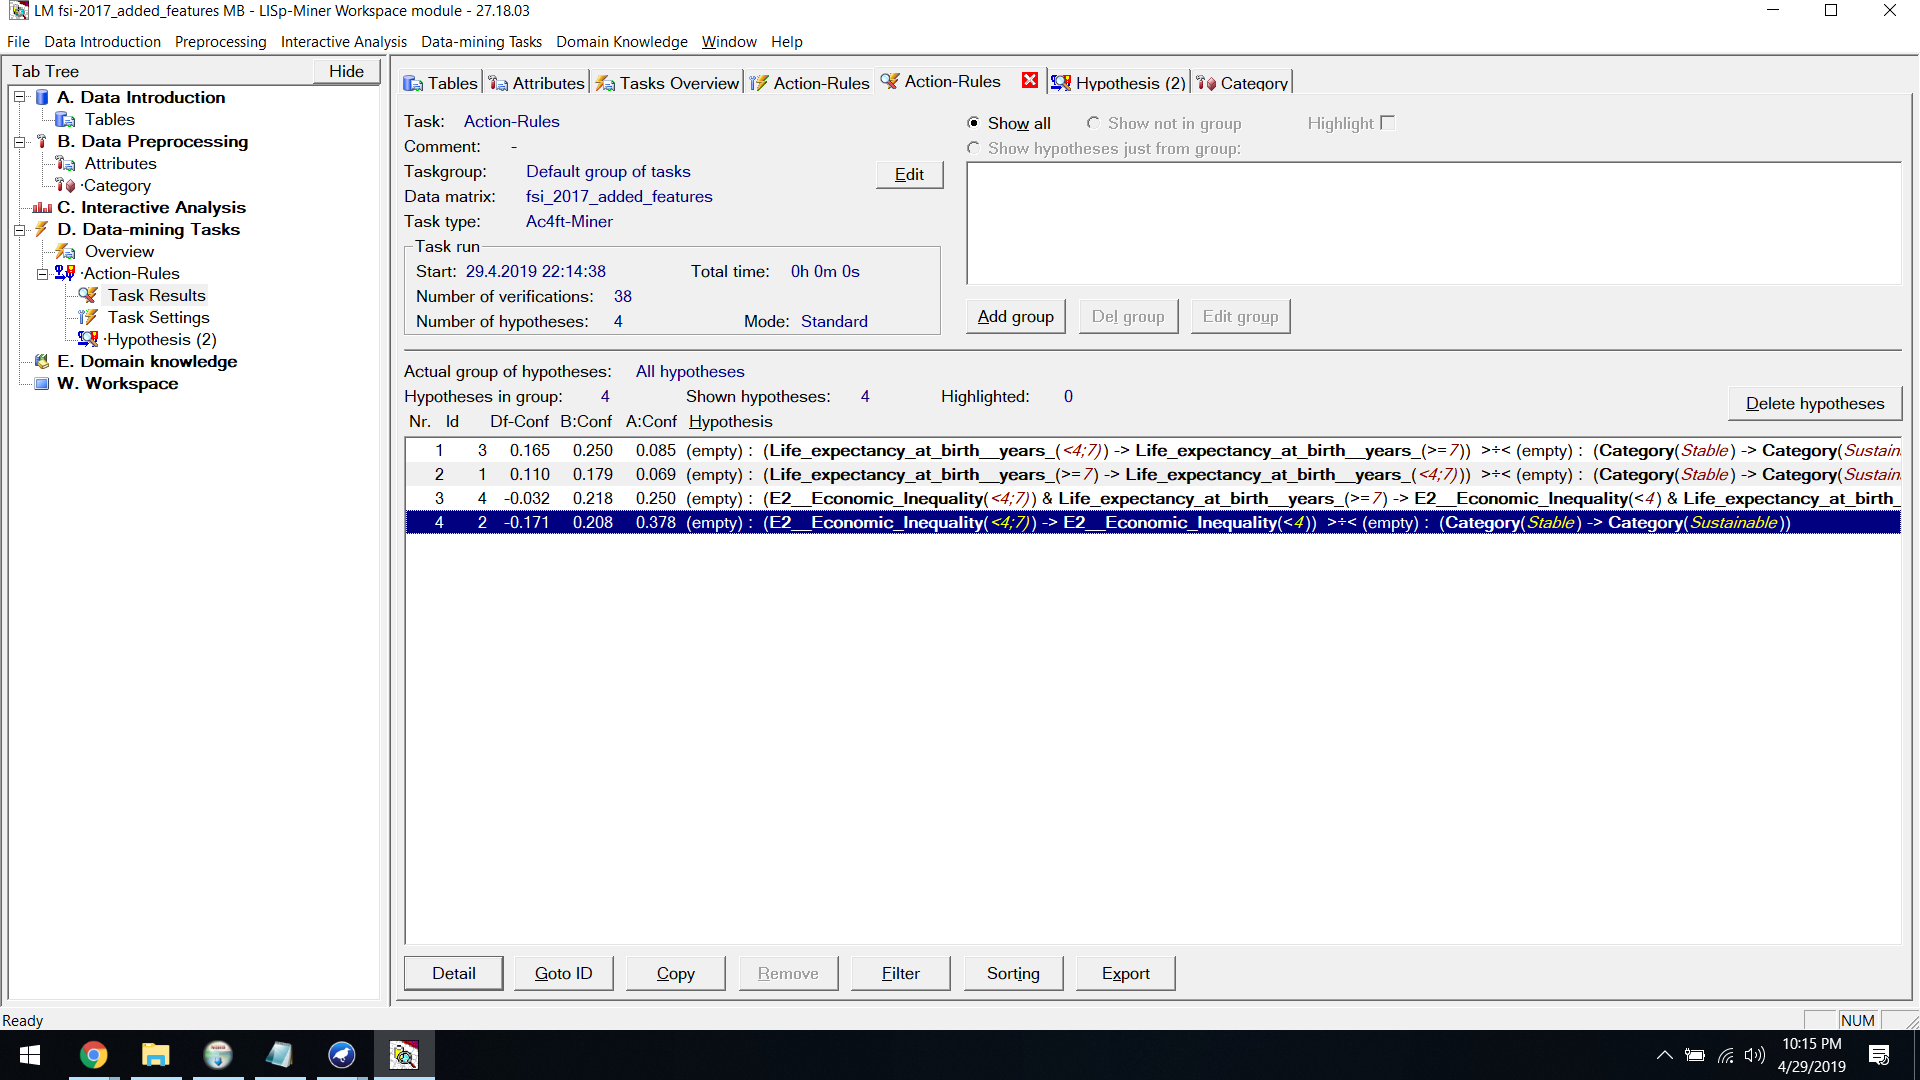 LM fsi-2017_added_features MB - LISp-Miner Workspace module - 27.18.03
File Data Introduction Preprocessing Interactive Analysis Data-mining Tasks Domain Knowledge Window Help
Tab Tree Hide
A. Data Introduction
Tables
B. Data Preprocessing
Attributes
·Category
C. Interactive Analysis
D. Data-mining Tasks
Overview
·Action-Rules
Task Results
Task Settings
·Hypothesis (2)
E. Domain knowledge
W. Workspace
Tables Attributes Tasks Overview Action-Rules Action-Rules Hypothesis (2) Category
Task: Action-Rules
Comment: -
Taskgroup: Default group of tasks
Edit
Data matrix: fsi_2017_added_features
Task type: Ac4ft-Miner
Task run
Start: 29.4.2019 22:14:38 Total time: 0h 0m 0s
Number of verifications: 38
Number of hypotheses: 4 Mode: Standard
Show all Show not in group Highlight
Show hypotheses just from group:
Add group Del group Edit group
Actual group of hypotheses: All hypotheses
Hypotheses in group: 4 Shown hypotheses: 4 Highlighted: 0
Delete hypotheses
Nr. Id Df-Conf B:Conf A:Conf Hypothesis
1 3 0.165 0.250 0.085 (empty) : (Life_expectancy_at_birth__years_(<4;7)) -> Life_expectancy_at_birth__years_(>=7)) >÷< (empty) : (Category(Stable) -> Category(Sustain
2 1 0.110 0.179 0.069 (empty) : (Life_expectancy_at_birth__years_(>=7) -> Life_expectancy_at_birth__years_(<4;7))) >÷< (empty) : (Category(Stable) -> Category(Sustain
3 4 -0.032 0.218 0.250 (empty) : (E2__Economic_Inequality(<4;7)) & Life_expectancy_at_birth__years_(>=7) -> E2__Economic_Inequality(<4) & Life_expectancy_at_birth_
4 2 -0.171 0.208 0.378 (empty) : (E2__Economic_Inequality(<4;7)) -> E2__Economic_Inequality(<4)) >÷< (empty) : (Category(Stable) -> Category(Sustainable))
Detail Goto ID Copy Remove Filter Sorting Export
Ready
NUM
10:15 PM
4/29/2019